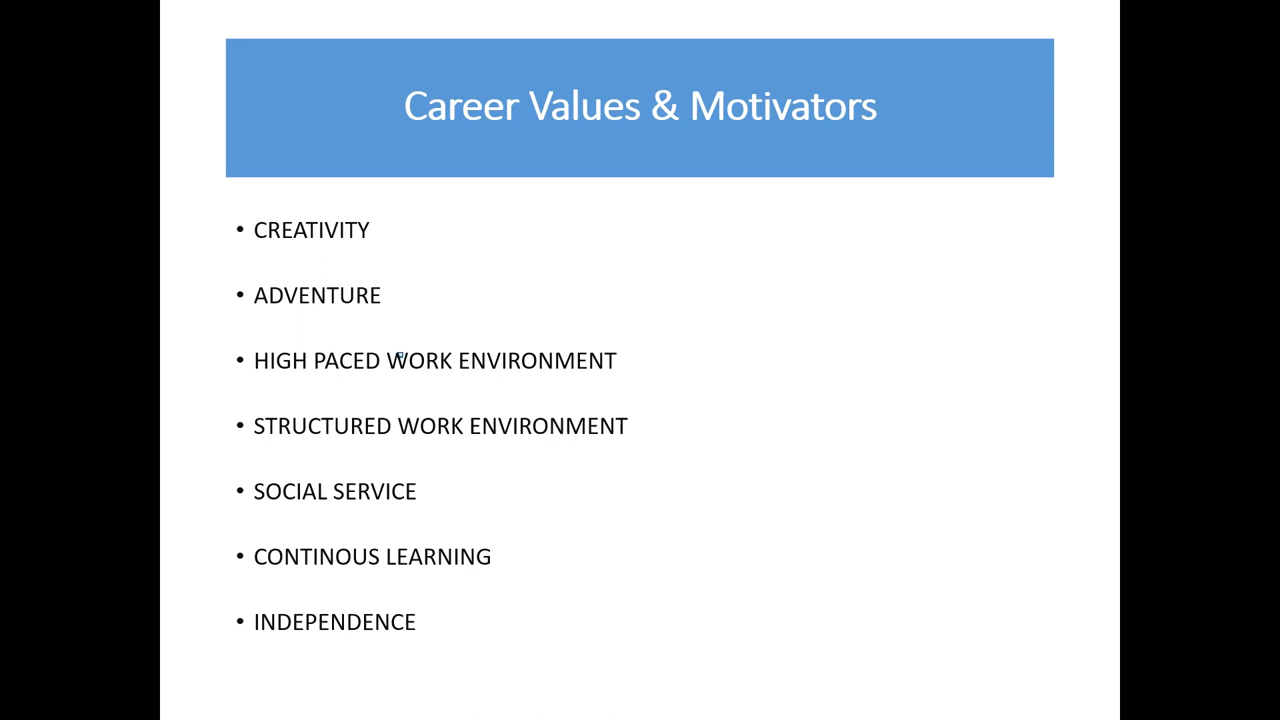 Career Values & Motivators
• CREATIVITY
• ADVENTURE
• HIGH PACED WORK ENVIRONMENT
• STRUCTURED WORK ENVIRONMENT
• SOCIAL SERVICE
• CONTINOUS LEARNING
• INDEPENDENCE